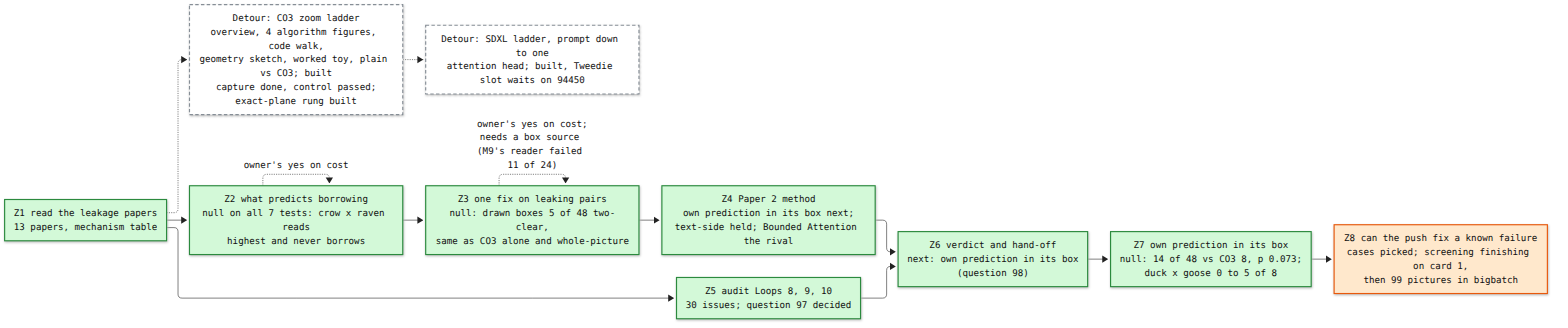 Detour: CO3 zoom ladder
overview, 4 algorithm figures,
code walk,
geometry sketch, worked toy, plain
vs CO3; built
capture done, control passed;
exact-plane rung built
Detour: SDXL ladder, prompt down
to one
attention head; built, Tweedie
slot waits on 94450
owner's yes on cost
owner's yes on cost;
needs a box source
(M9's reader failed
11 of 24)
Z1 read the leakage papers
13 papers, mechanism table
Z2 what predicts borrowing
null on all 7 tests: crow x raven
reads
highest and never borrows
Z3 one fix on leaking pairs
null: drawn boxes 5 of 48 two-
clear,
same as CO3 alone and whole-picture
Z4 Paper 2 method
own prediction in its box next;
text-side held; Bounded Attention
the rival
Z5 audit Loops 8, 9, 10
30 issues; question 97 decided
Z6 verdict and hand-off
next: own prediction in its box
(question 98)
Z7 own prediction in its box
null: 14 of 48 vs CO3 8, p 0.073;
duck x goose 0 to 5 of 8
Z8 can the push fix a known failure
cases picked; screening finishing
on card 1,
then 99 pictures in bigbatch